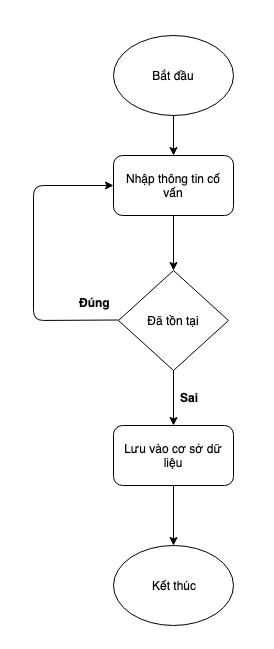 Bắt đầu
Nhập thông tin cố
vấn
Đúng
Đã tồn tại
Sai
Lưu vào cơ sở dữ
liệu
Kết thúc